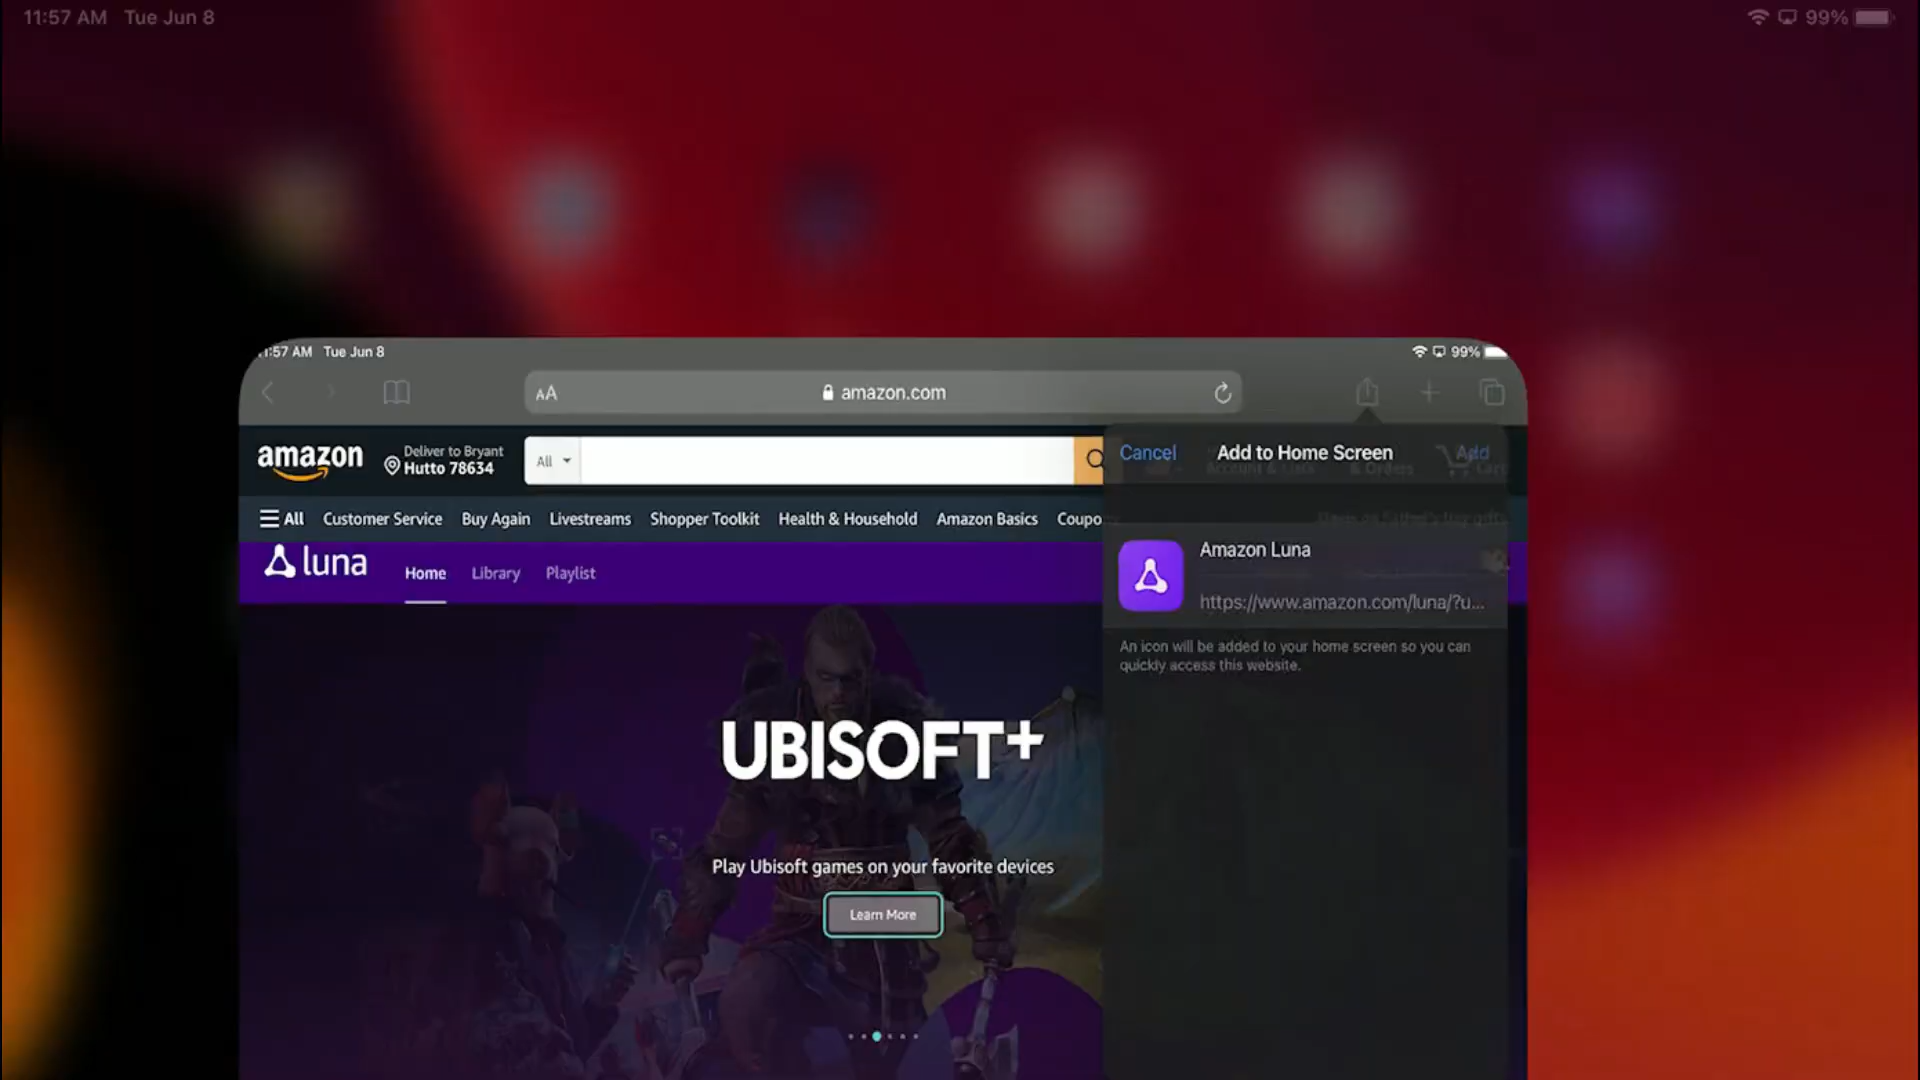 11:57 AM Tue Jun 8
99%
:57 AM Tue Jun 8
99%
AA
amazon.com
amazon
Deliver to Bryant
Hutto 78634
All
Cancel
Add to Home Screen
Add
Account & Lists
& Orders
Cart
All
Customer Service
Buy Again
Livestreams
Shopper Toolkit
Health & Household
Amazon Basics
Coupo
luna
Home
Library
Playlist
Amazon Luna
https://www.amazon.com/luna/?u...
An icon will be added to your home screen so you can
quickly access this website.
UBISOFT+
Play Ubisoft games on your favorite devices
Learn More